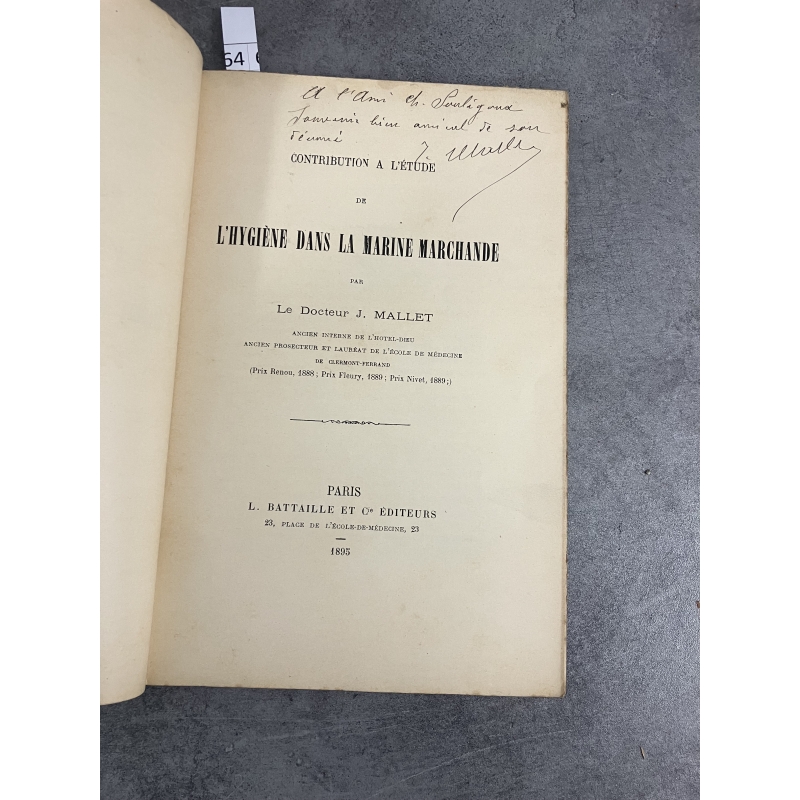 64
A l'Ami Ch. Souligoux
Souvenir bien amical de son
dévoué
J Mallet
CONTRIBUTION A L'ÉTUDE
DE
L'HYGIÈNE DANS LA MARINE MARCHANDE
PAR
Le Docteur J. MALLET
ANCIEN INTERNE DE L'HOTEL-DIEU
ANCIEN PROSECTEUR ET LAURÉAT DE L'ÉCOLE DE MÉDECINE
DE CLERMONT-FERRAND
(Prix Renou, 1888 ; Prix Fleury, 1889 ; Prix Nivet, 1889 ;)
PARIS
L. BATTAILLE ET Cie ÉDITEURS
23, PLACE DE L'ÉCOLE-DE-MÉDECINE, 23
1895